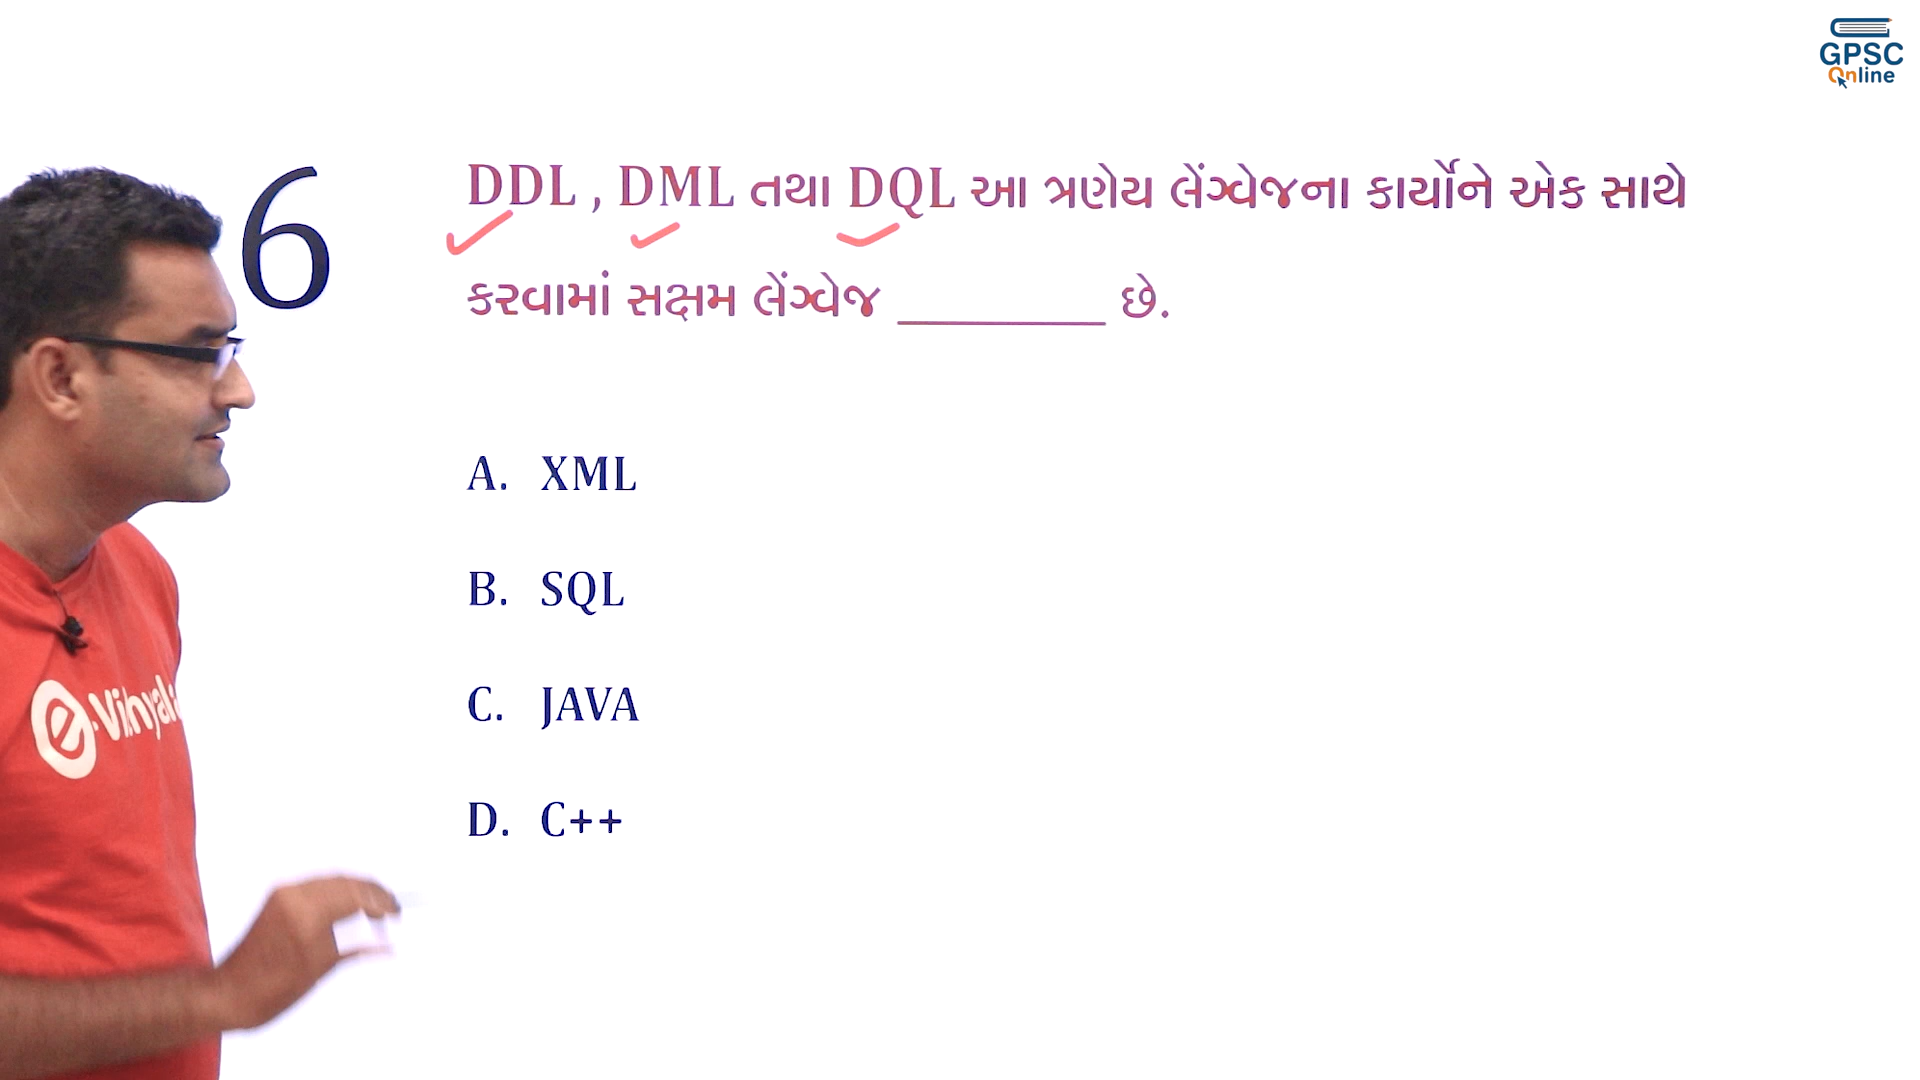 GPSC
Online
6
DDL , DML તથા DQL આ ત્રણેય લેંગ્વેજના કાર્યોને એક સાથે
કરવામાં સક્ષમ લેંગ્વેજ ________ છે.
A. XML
B. SQL
C. JAVA
D. C++